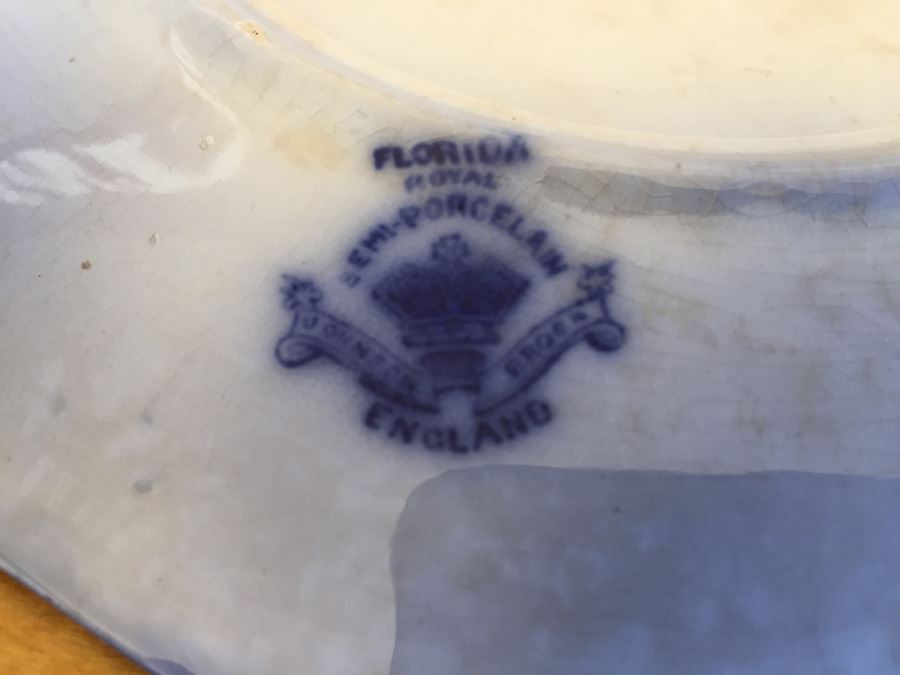 FLORIDA
ROYAL
SEMI-PORCELAIN
JOHNSON BROS
ENGLAND